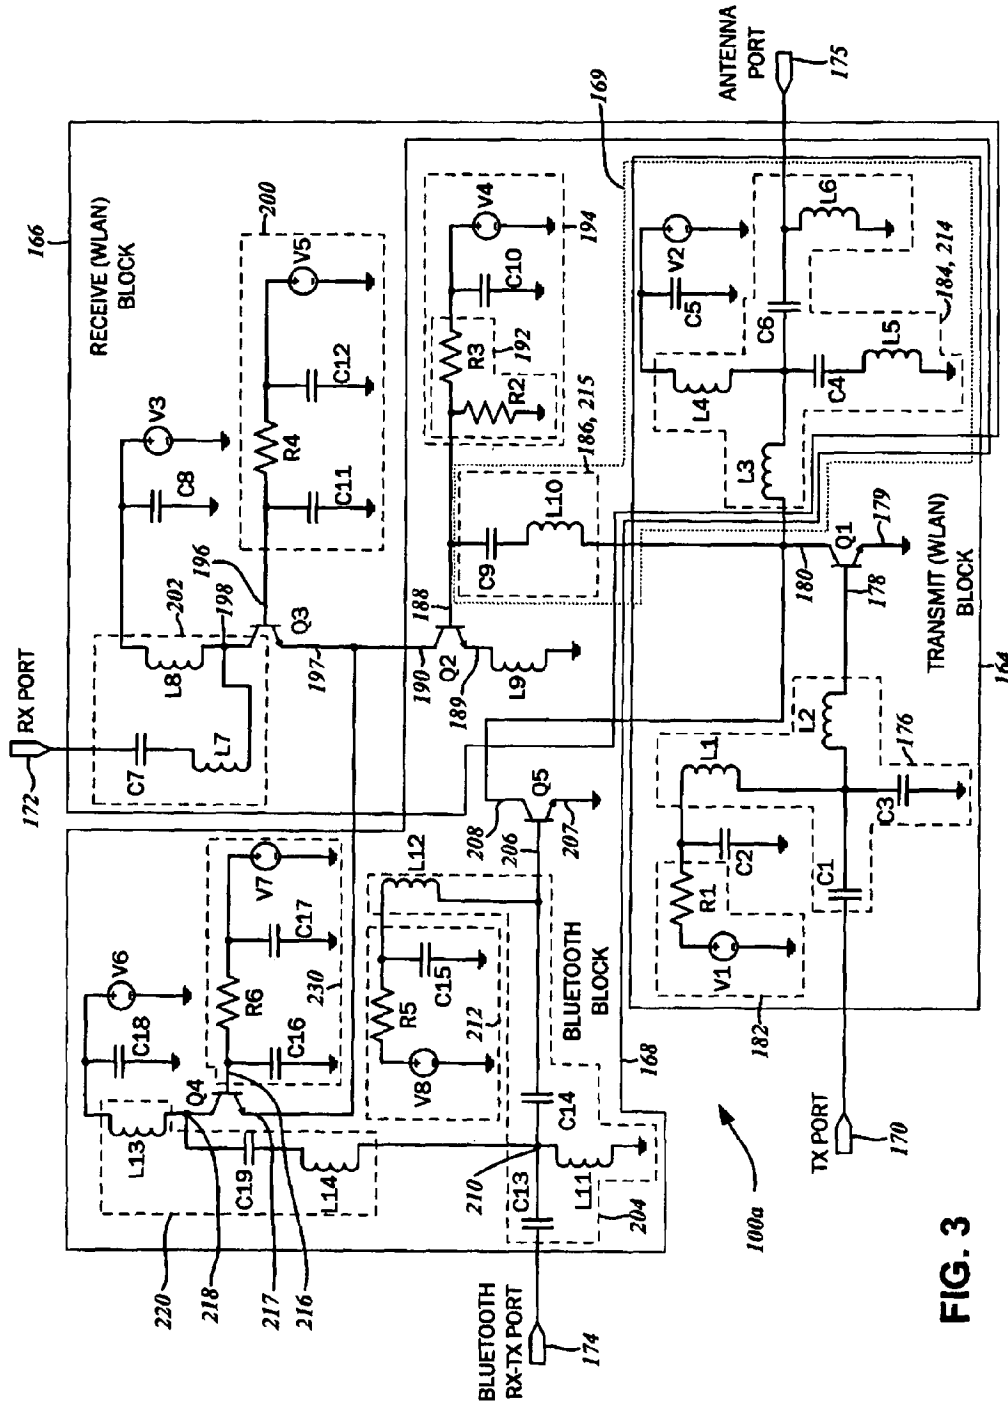 166
RECEIVE (WLAN)
BLOCK
200
V5
C12
R4
C11
V3
C8
196
202
198
Q3
197
L8
L7
C7
RX PORT
172
ANTENNA
PORT
175
169
V4
C10
194
R3
192
R2
186, 215
L10
C9
188
190
Q2
189
L9
V2
C5
L6
184, 214
C6
L4
L5
C4
L3
TRANSMIT (WLAN)
BLOCK
164
Q1
179
180
178
L2
L1
176
C3
C2
C1
R1
V1
182
TX PORT
170
V6
C18
L13
Q4
V7
C17
R6
230
C16
C19
L14
220
218
217
216
L12
C15
R5
212
V8
BLUETOOTH
BLOCK
168
208
Q5
206
207
C14
210
C13
L11
204
BLUETOOTH
RX-TX PORT
174
100a
FIG. 3